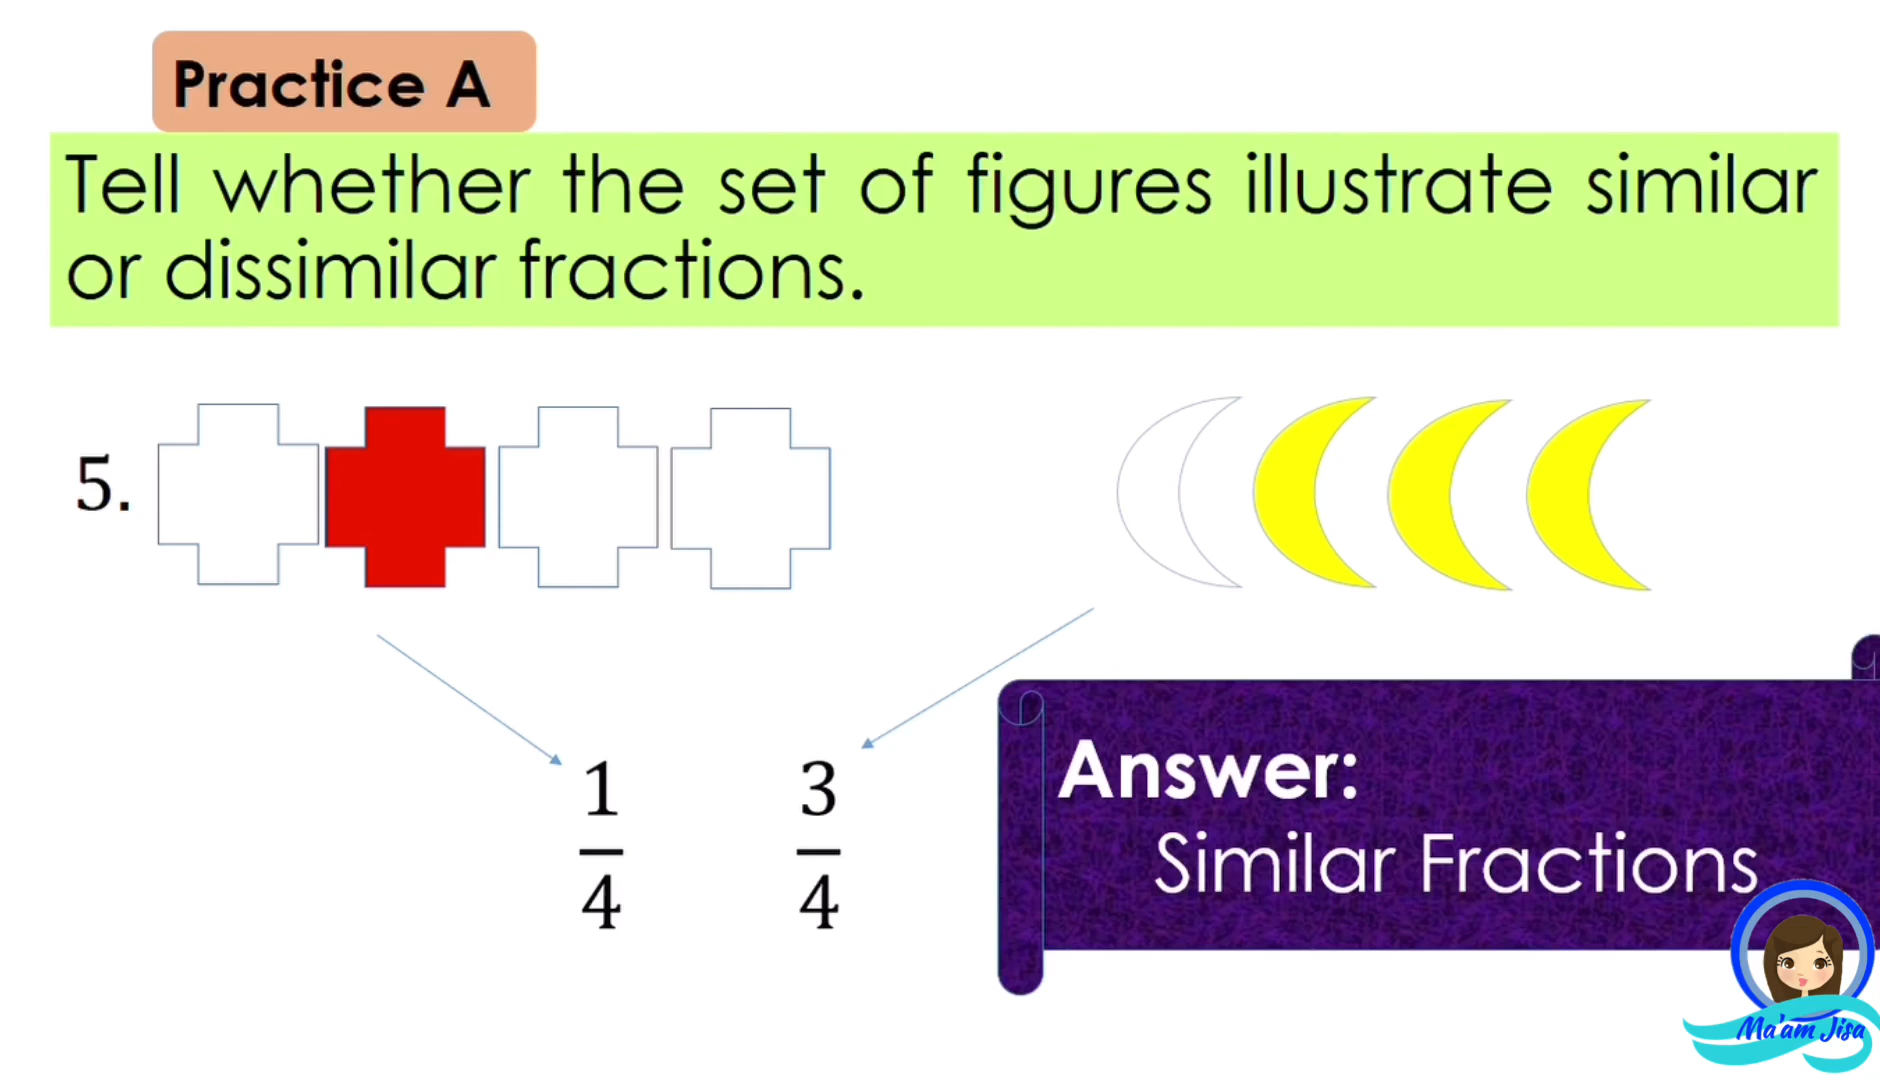 Practice A
Tell whether the set of figures illustrate similar
or dissimilar fractions.
5.
1
4
3
4
Answer:
Similar Fractions
Ma'am Jisa